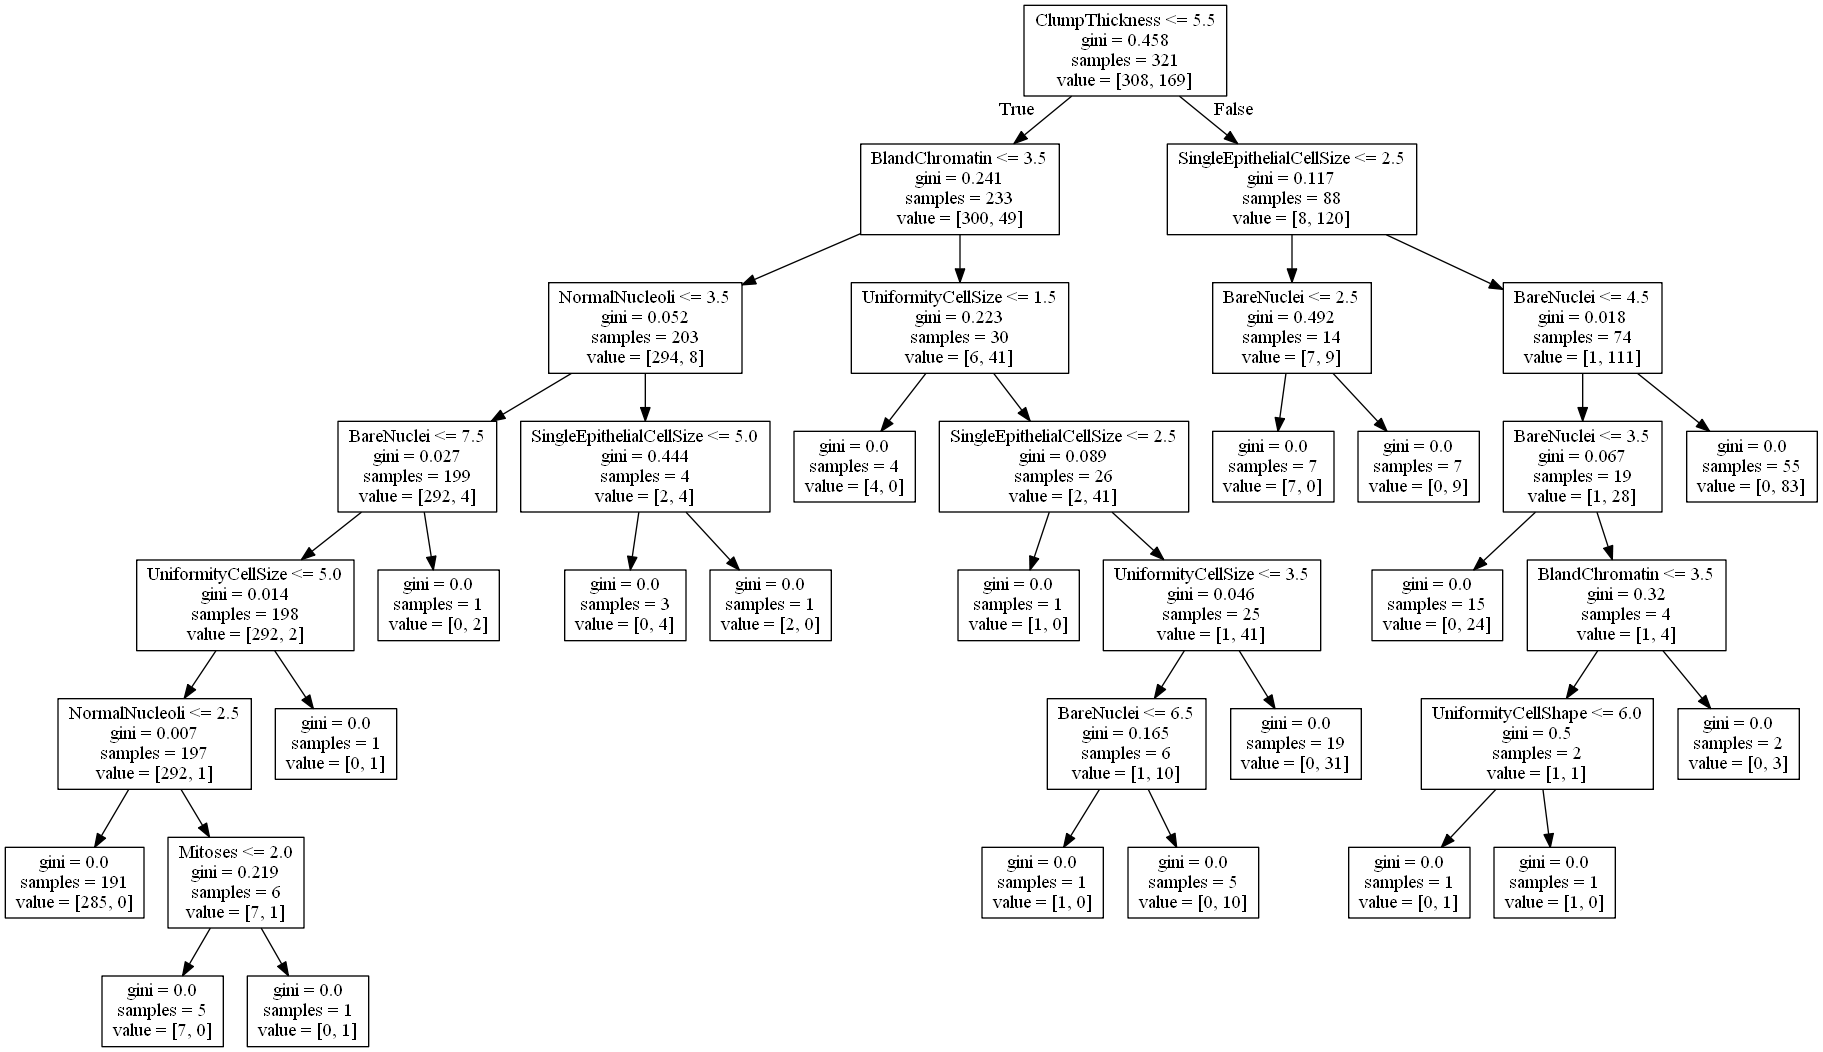 ClumpThickness <= 5.5
gini = 0.458
samples = 321
value = [308, 169]
True
False
BlandChromatin <= 3.5
gini = 0.241
samples = 233
value = [300, 49]
SingleEpithelialCellSize <= 2.5
gini = 0.117
samples = 88
value = [8, 120]
NormalNucleoli <= 3.5
gini = 0.052
samples = 203
value = [294, 8]
UniformityCellSize <= 1.5
gini = 0.223
samples = 30
value = [6, 41]
BareNuclei <= 2.5
gini = 0.492
samples = 14
value = [7, 9]
BareNuclei <= 4.5
gini = 0.018
samples = 74
value = [1, 111]
BareNuclei <= 7.5
gini = 0.027
samples = 199
value = [292, 4]
SingleEpithelialCellSize <= 5.0
gini = 0.444
samples = 4
value = [2, 4]
gini = 0.0
samples = 4
value = [4, 0]
SingleEpithelialCellSize <= 2.5
gini = 0.089
samples = 26
value = [2, 41]
gini = 0.0
samples = 7
value = [7, 0]
gini = 0.0
samples = 7
value = [0, 9]
BareNuclei <= 3.5
gini = 0.067
samples = 19
value = [1, 28]
gini = 0.0
samples = 55
value = [0, 83]
UniformityCellSize <= 5.0
gini = 0.014
samples = 198
value = [292, 2]
gini = 0.0
samples = 1
value = [0, 2]
gini = 0.0
samples = 3
value = [0, 4]
gini = 0.0
samples = 1
value = [2, 0]
gini = 0.0
samples = 1
value = [1, 0]
UniformityCellSize <= 3.5
gini = 0.046
samples = 25
value = [1, 41]
gini = 0.0
samples = 15
value = [0, 24]
BlandChromatin <= 3.5
gini = 0.32
samples = 4
value = [1, 4]
NormalNucleoli <= 2.5
gini = 0.007
samples = 197
value = [292, 1]
gini = 0.0
samples = 1
value = [0, 1]
BareNuclei <= 6.5
gini = 0.165
samples = 6
value = [1, 10]
gini = 0.0
samples = 19
value = [0, 31]
UniformityCellShape <= 6.0
gini = 0.5
samples = 2
value = [1, 1]
gini = 0.0
samples = 2
value = [0, 3]
gini = 0.0
samples = 191
value = [285, 0]
Mitoses <= 2.0
gini = 0.219
samples = 6
value = [7, 1]
gini = 0.0
samples = 1
value = [1, 0]
gini = 0.0
samples = 5
value = [0, 10]
gini = 0.0
samples = 1
value = [0, 1]
gini = 0.0
samples = 1
value = [1, 0]
gini = 0.0
samples = 5
value = [7, 0]
gini = 0.0
samples = 1
value = [0, 1]